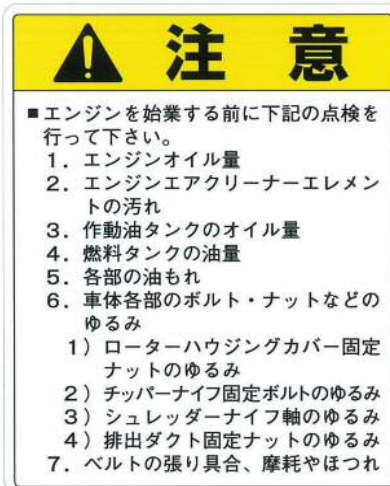 注 意
■エンジンを始業する前に下記の点検を
行って下さい。
1．エンジンオイル量
2．エンジンエアクリーナーエレメン
トの汚れ
3．作動油タンクのオイル量
4．燃料タンクの油量
5．各部の油もれ
6．車体各部のボルト・ナットなどの
ゆるみ
1）ローターハウジングカバー固定
ナットのゆるみ
2）チッパーナイフ固定ボルトのゆるみ
3）シュレッダーナイフ軸のゆるみ
4）排出ダクト固定ナットのゆるみ
7．ベルトの張り具合、摩耗やほつれ